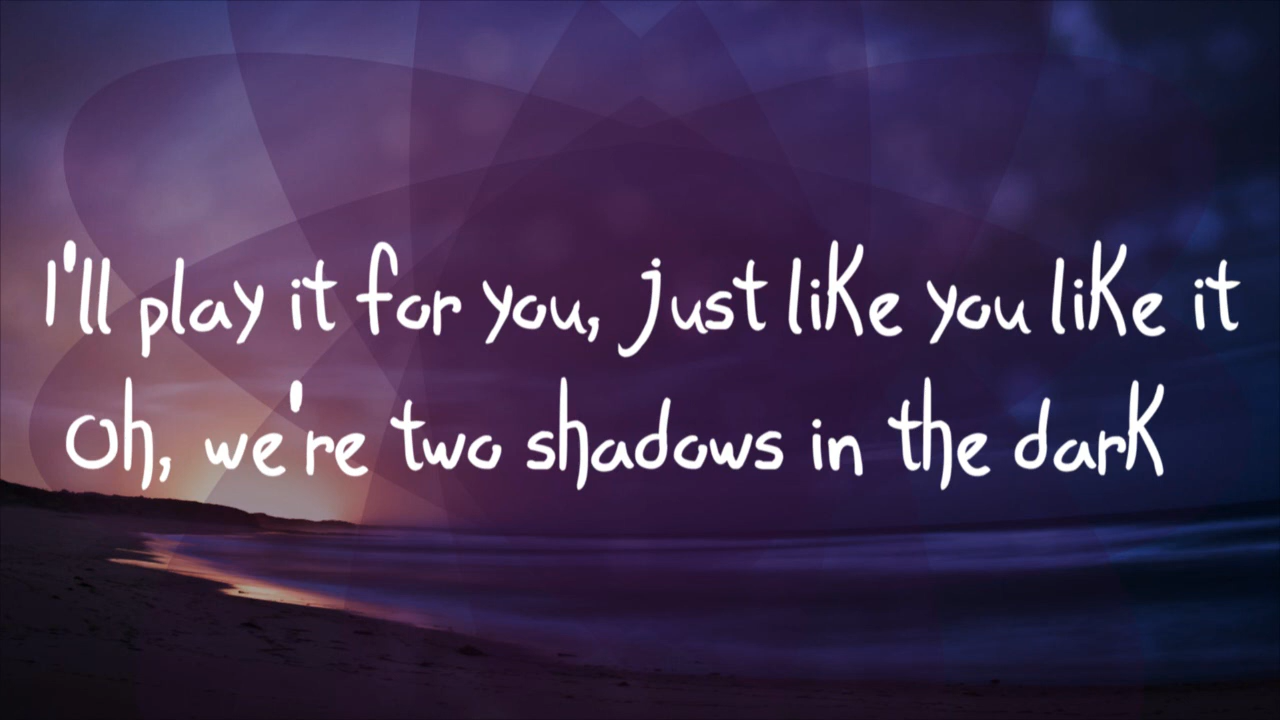 I'll play it for you, just like you like it
Oh, we're two shadows in the dark